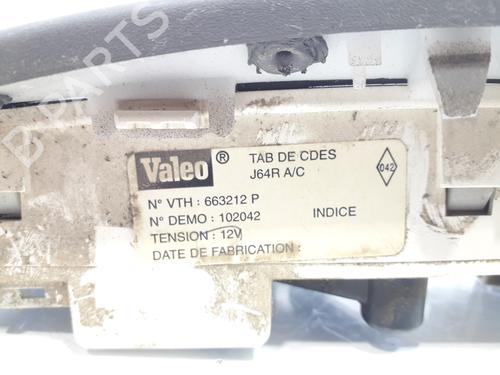 Valeo® TAB DE CDES
J64R A/C
042
N° VTH : 663212 P
N° DEMO : 102042 INDICE
TENSION : 12V
DATE DE FABRICATION :
B PARTS